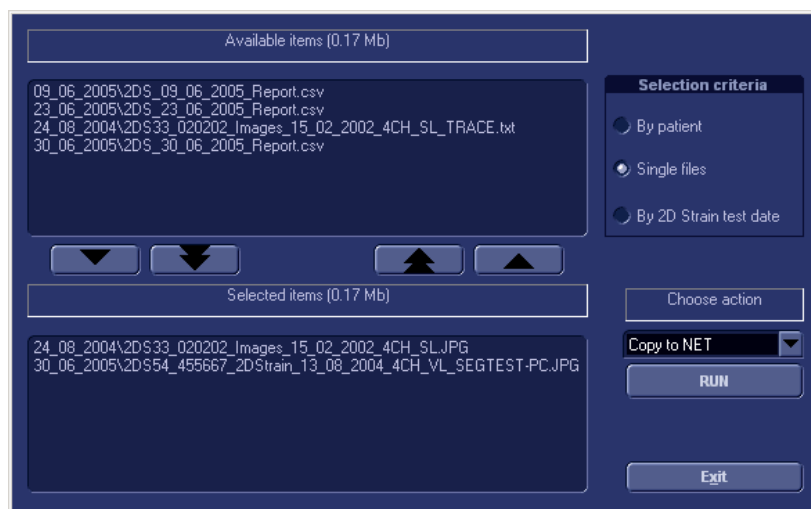 Available items (0.17 Mb)
09_06_2005\2DS_09_06_2005_Report.csv
23_06_2005\2DS_23_06_2005_Report.csv
24_08_2004\2DS33_020202_Images_15_02_2002_4CH_SL_TRACE.txt
30_06_2005\2DS_30_06_2005_Report.csv
Selection criteria
By patient
Single files
By 2D Strain test date
Selected items (0.17 Mb)
24_08_2004\2DS33_020202_Images_15_02_2002_4CH_SL.JPG
30_06_2005\2DS54_455667_2DStrain_13_08_2004_4CH_VL_SEGTEST-PC.JPG
Choose action
Copy to NET
RUN
Exit